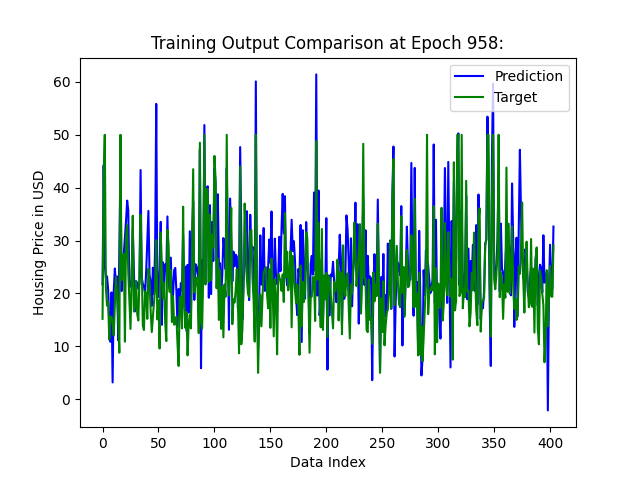 Training Output Comparison at Epoch 958:
Prediction
Target
Housing Price in USD
60
50
40
30
20
10
0
0 50 100 150 200 250 300 350 400
Data Index